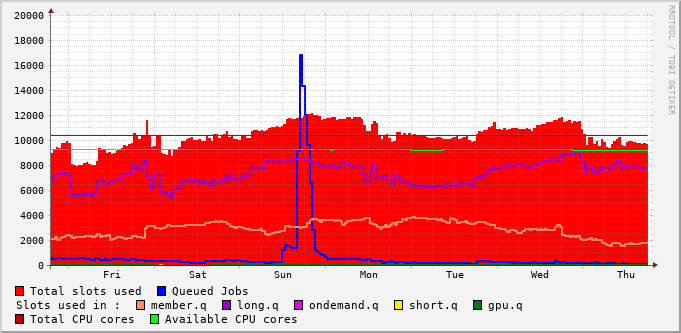 20000
18000
16000
14000
12000
10000
8000
6000
4000
2000
0
Fri Sat Sun Mon Tue Wed Thu
RRDTOOL / TOBI OETIKER
Total slots used Queued Jobs
Slots used in : member.q long.q ondemand.q short.q gpu.q
Total CPU cores Available CPU cores